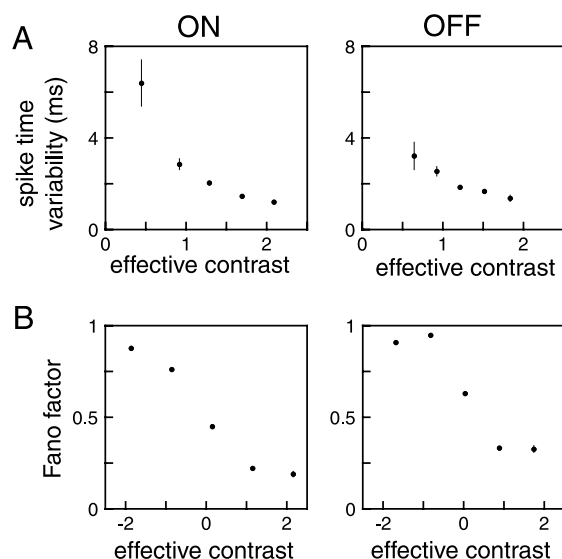 A
ON
OFF
spike time
variability (ms)
8
4
0
0 1 2
effective contrast
8
4
0
0 1 2
effective contrast
B
Fano factor
1
0.5
0
-2 0 2
effective contrast
1
0.5
0
-2 0 2
effective contrast